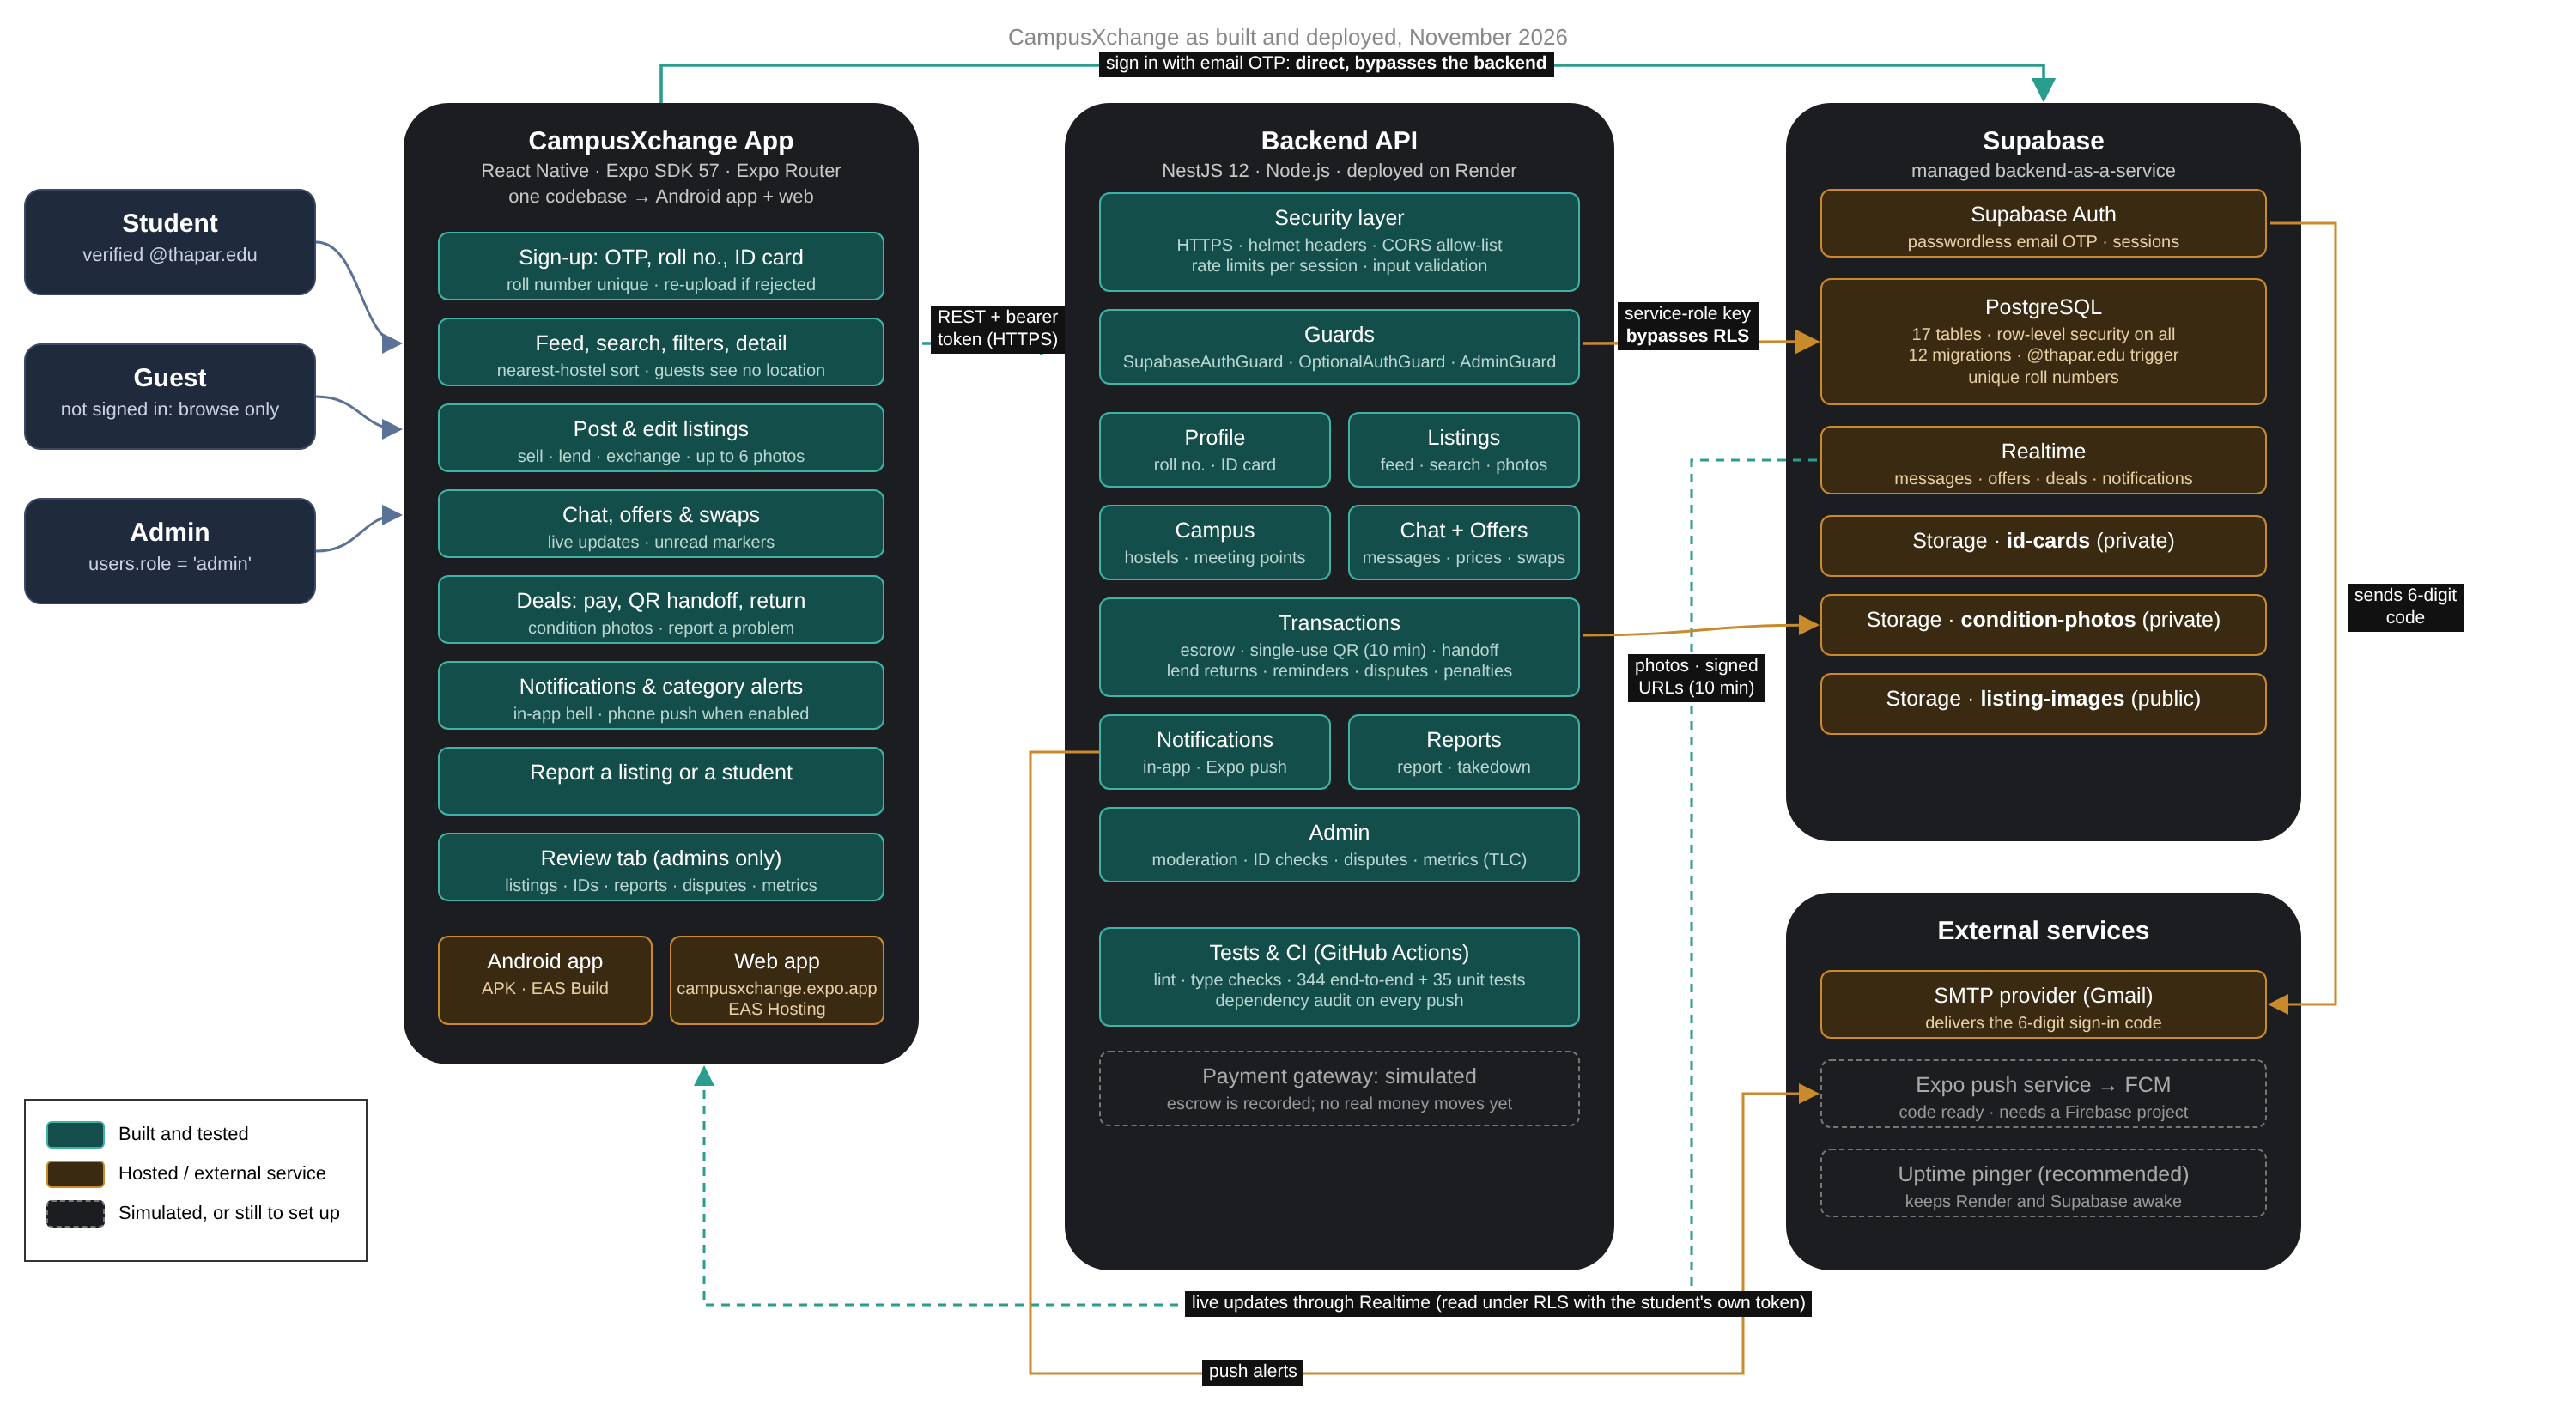 CampusXchange as built and deployed, November 2026
sign in with email OTP: direct, bypasses the backend
Student
verified @thapar.edu
Guest
not signed in: browse only
Admin
users.role = 'admin'
CampusXchange App
React Native · Expo SDK 57 · Expo Router
one codebase → Android app + web
Sign-up: OTP, roll no., ID card
roll number unique · re-upload if rejected
Feed, search, filters, detail
nearest-hostel sort · guests see no location
Post & edit listings
sell · lend · exchange · up to 6 photos
Chat, offers & swaps
live updates · unread markers
Deals: pay, QR handoff, return
condition photos · report a problem
Notifications & category alerts
in-app bell · phone push when enabled
Report a listing or a student
Review tab (admins only)
listings · IDs · reports · disputes · metrics
Android app
APK · EAS Build
Web app
campusxchange.expo.app
EAS Hosting
REST + bearer
token (HTTPS)
Backend API
NestJS 12 · Node.js · deployed on Render
Security layer
HTTPS · helmet headers · CORS allow-list
rate limits per session · input validation
Guards
SupabaseAuthGuard · OptionalAuthGuard · AdminGuard
Profile
roll no. · ID card
Listings
feed · search · photos
Campus
hostels · meeting points
Chat + Offers
messages · prices · swaps
Transactions
escrow · single-use QR (10 min) · handoff
lend returns · reminders · disputes · penalties
Notifications
in-app · Expo push
Reports
report · takedown
Admin
moderation · ID checks · disputes · metrics (TLC)
Tests & CI (GitHub Actions)
lint · type checks · 344 end-to-end + 35 unit tests
dependency audit on every push
Payment gateway: simulated
escrow is recorded; no real money moves yet
service-role key
bypasses RLS
photos · signed
URLs (10 min)
Supabase
managed backend-as-a-service
Supabase Auth
passwordless email OTP · sessions
PostgreSQL
17 tables · row-level security on all
12 migrations · @thapar.edu trigger
unique roll numbers
Realtime
messages · offers · deals · notifications
Storage · id-cards (private)
Storage · condition-photos (private)
Storage · listing-images (public)
sends 6-digit
code
External services
SMTP provider (Gmail)
delivers the 6-digit sign-in code
Expo push service → FCM
code ready · needs a Firebase project
Uptime pinger (recommended)
keeps Render and Supabase awake
Built and tested
Hosted / external service
Simulated, or still to set up
live updates through Realtime (read under RLS with the student's own token)
push alerts